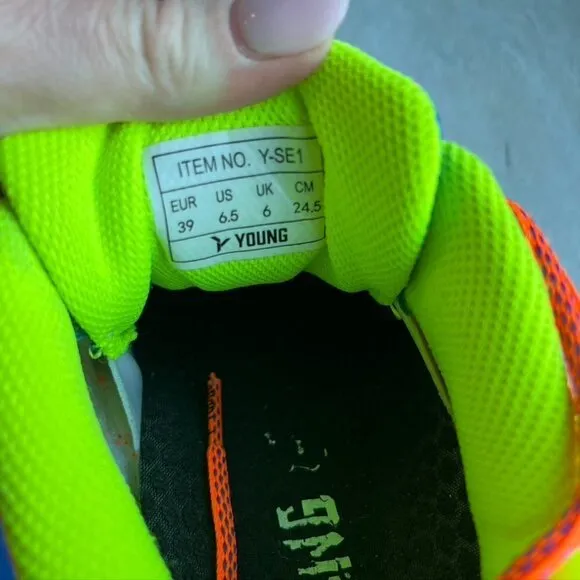 ITEM NO. Y-SE1
EUR US UK CM
39 6.5 6 24.5
YOUNG